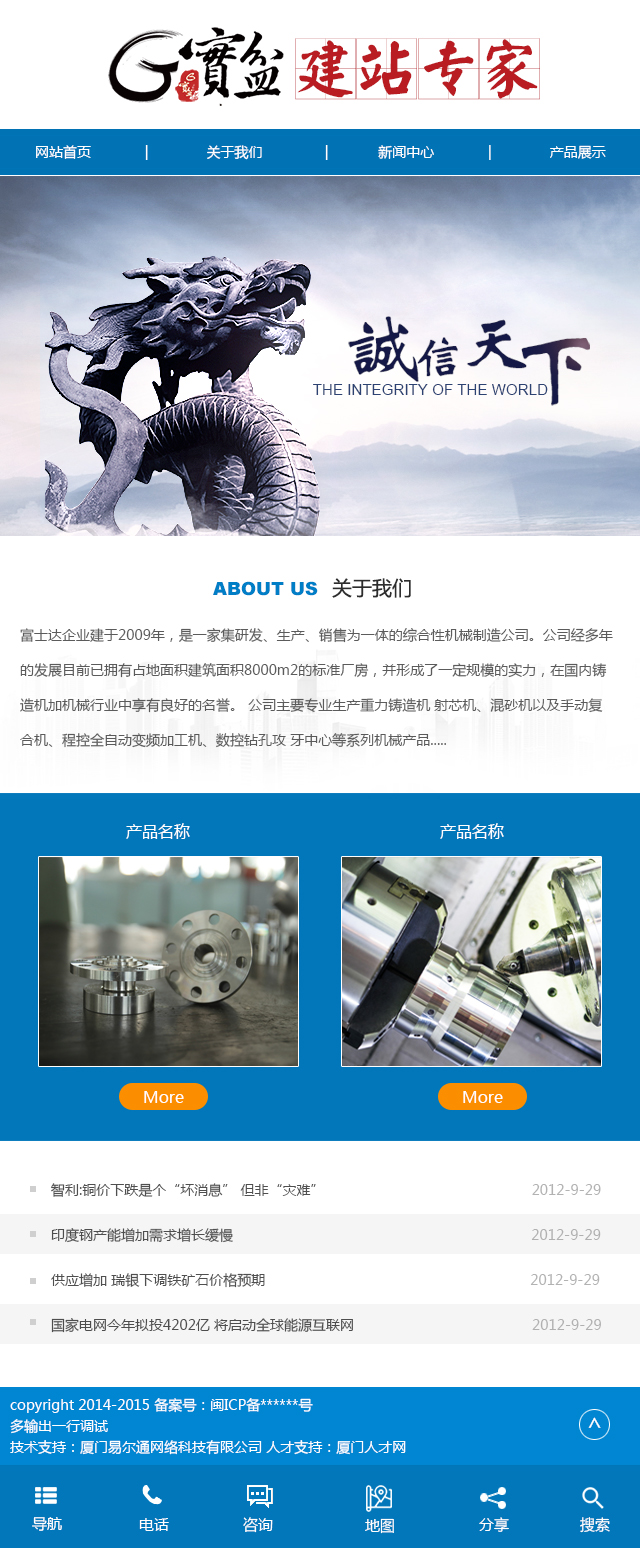 G寶盆 建站专家
网站首页 | 关于我们 | 新闻中心 | 产品展示
誠信天下
THE INTEGRITY OF THE WORLD
ABOUT US 关于我们
富士达企业建于2009年，是一家集研发、生产、销售为一体的综合性机械制造公司。公司经多年
的发展目前已拥有占地面积建筑面积8000m2的标准厂房，并形成了一定规模的实力，在国内铸
造机加机械行业中享有良好的名誉。 公司主要专业生产重力铸造机 射芯机、混砂机以及手动复
合机、程控全自动变频加工机、数控钻孔攻 牙中心等系列机械产品.....
产品名称 产品名称
More More
智利:铜价下跌是个“坏消息” 但非“灾难” 2012-9-29
印度钢产能增加需求增长缓慢 2012-9-29
供应增加 瑞银下调铁矿石价格预期 2012-9-29
国家电网今年拟投4202亿 将启动全球能源互联网 2012-9-29
copyright 2014-2015 备案号：闽ICP备******号
多输出一行调试
技术支持：厦门易尔通网络科技有限公司 人才支持：厦门人才网
导航 电话 咨询 地图 分享 搜索